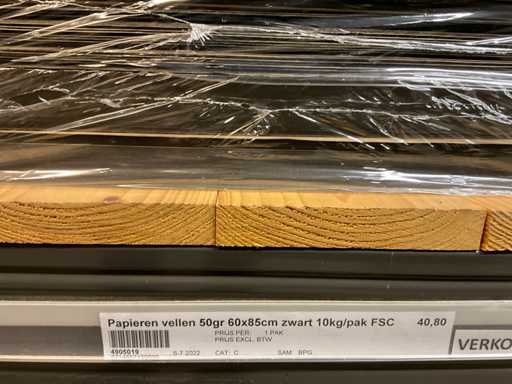 Papieren vellen 50gr 60x85cm zwart 10kg/pak FSC 40,80
PRIJS PER: 1 PAK
PRIJS EXCL. BTW
4905019 5-7-2022 CAT: C SAM: BPG
VERKO